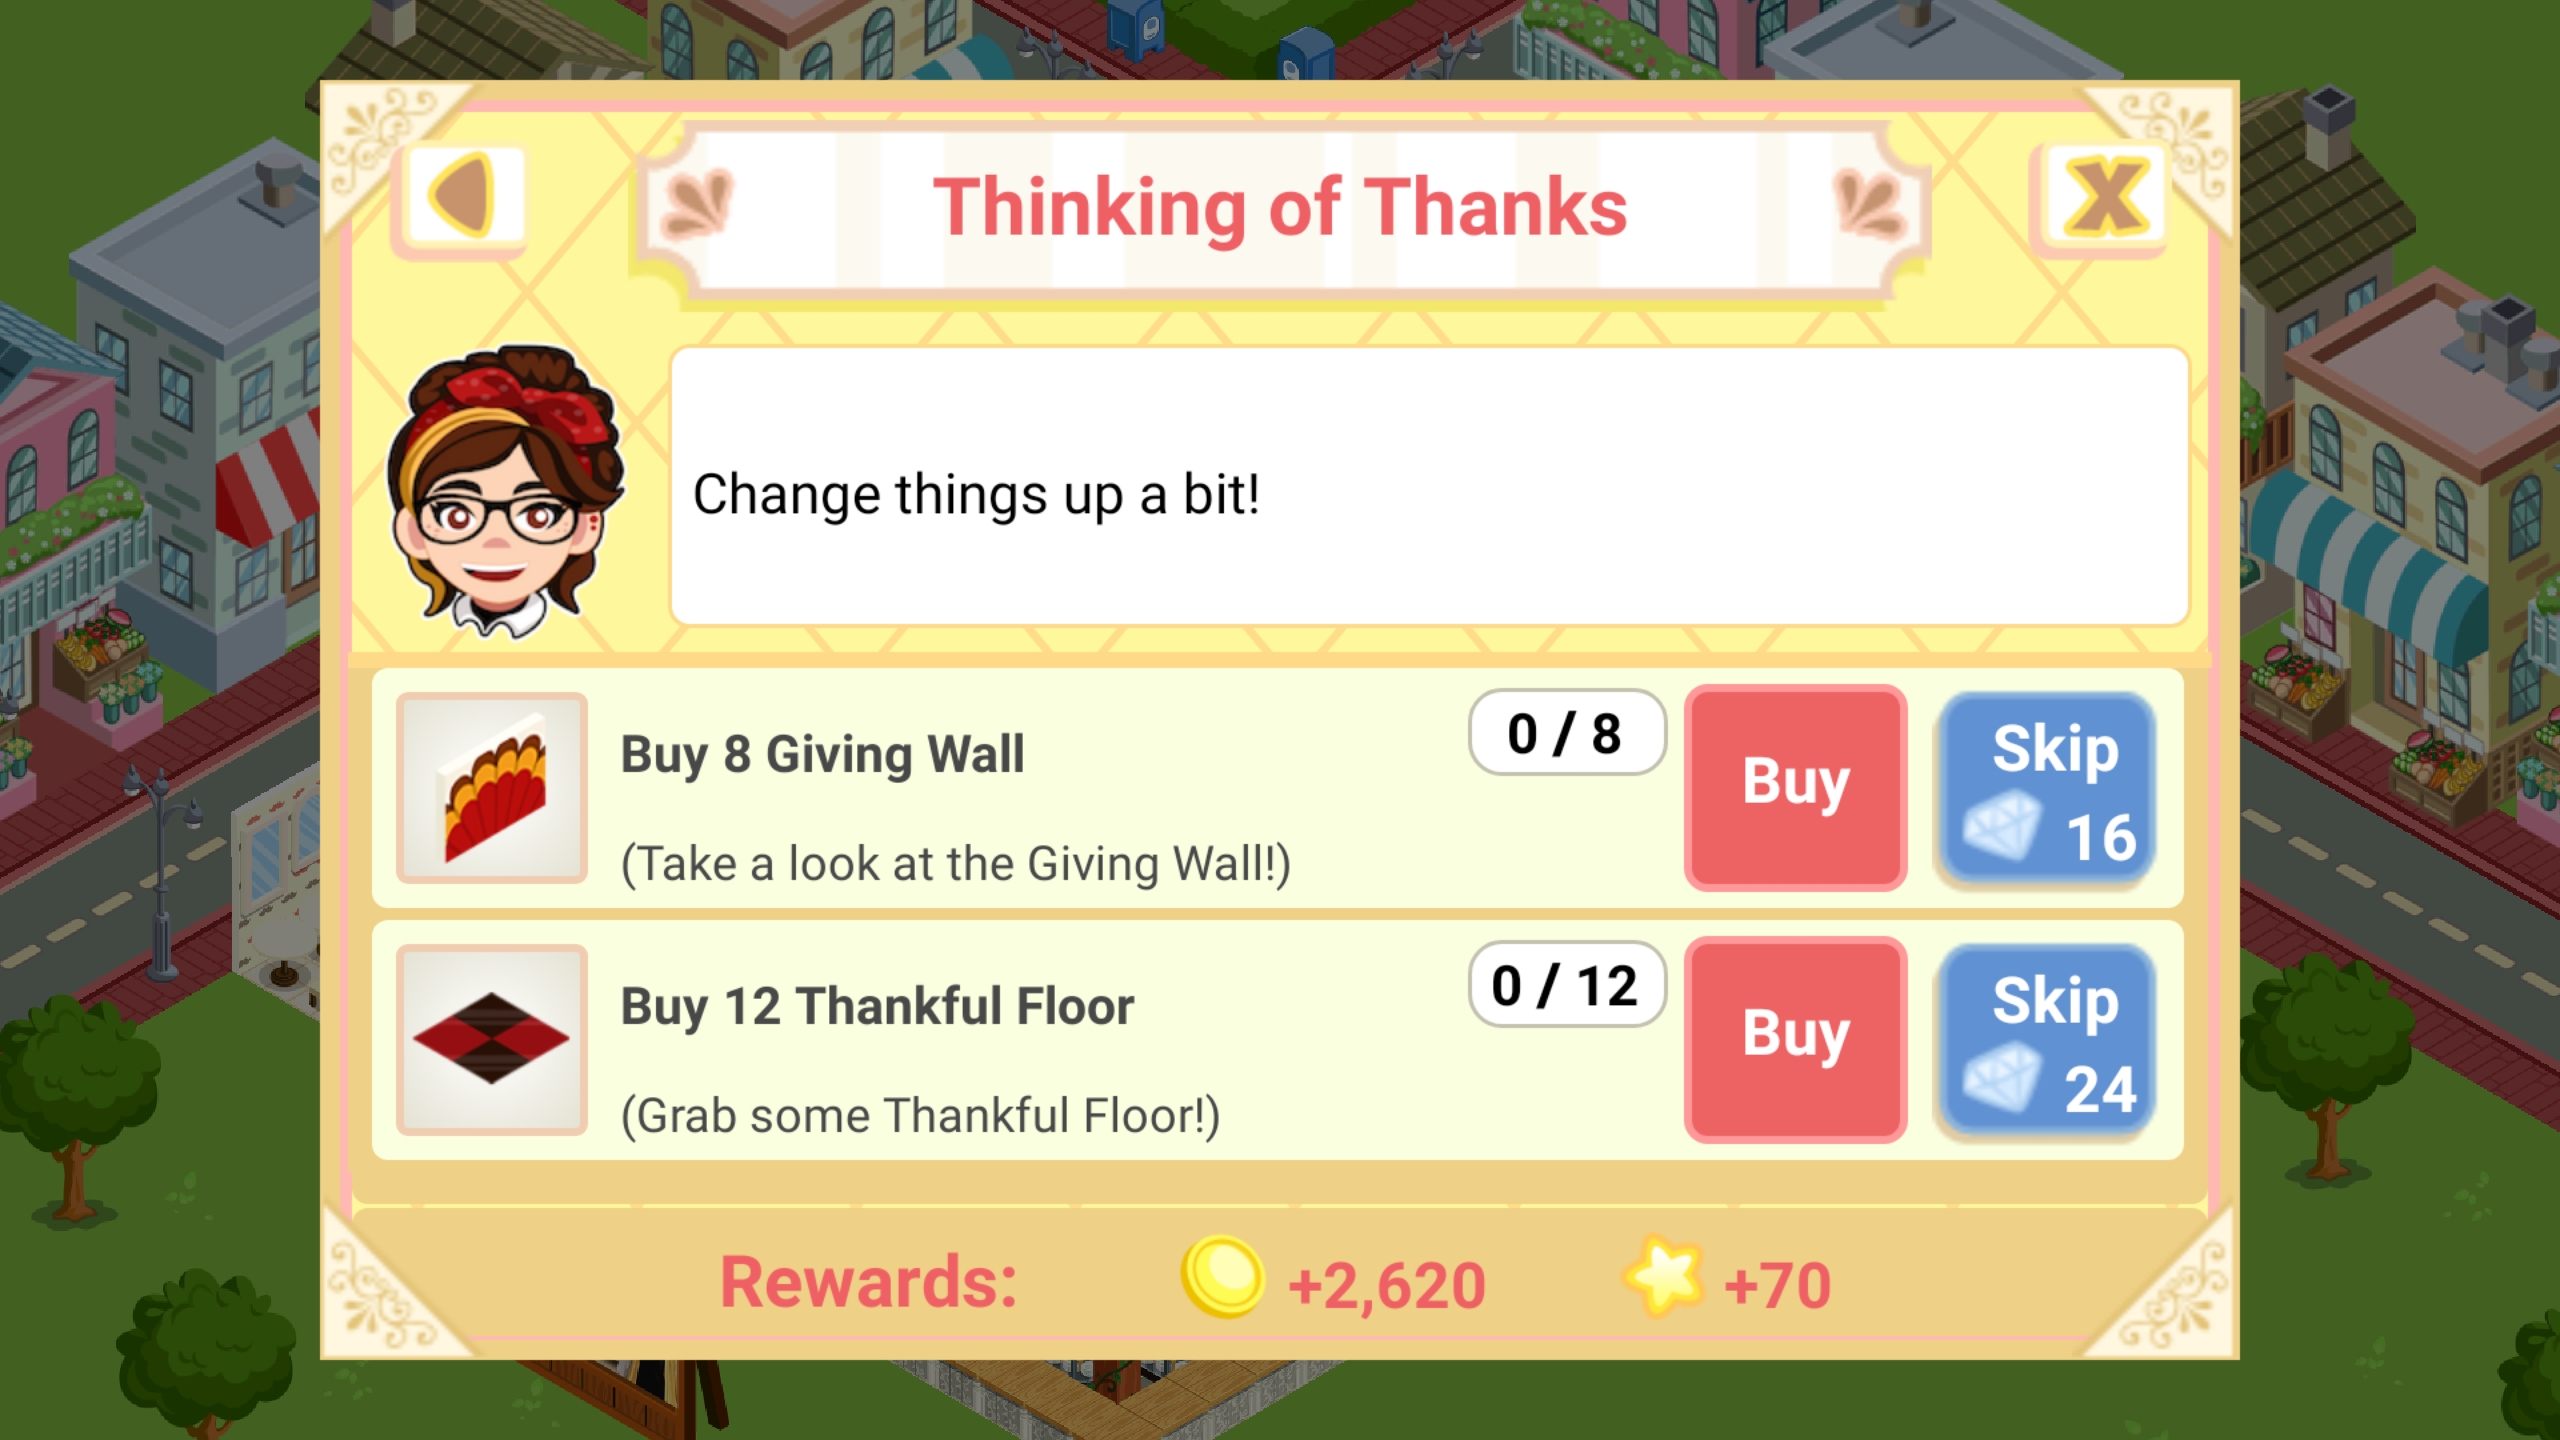 Thinking of Thanks
Change things up a bit!
Buy 8 Giving Wall
0 / 8
Buy
Skip
16
(Take a look at the Giving Wall!)
Buy 12 Thankful Floor
0 / 12
Buy
Skip
24
(Grab some Thankful Floor!)
Rewards: +2,620 +70